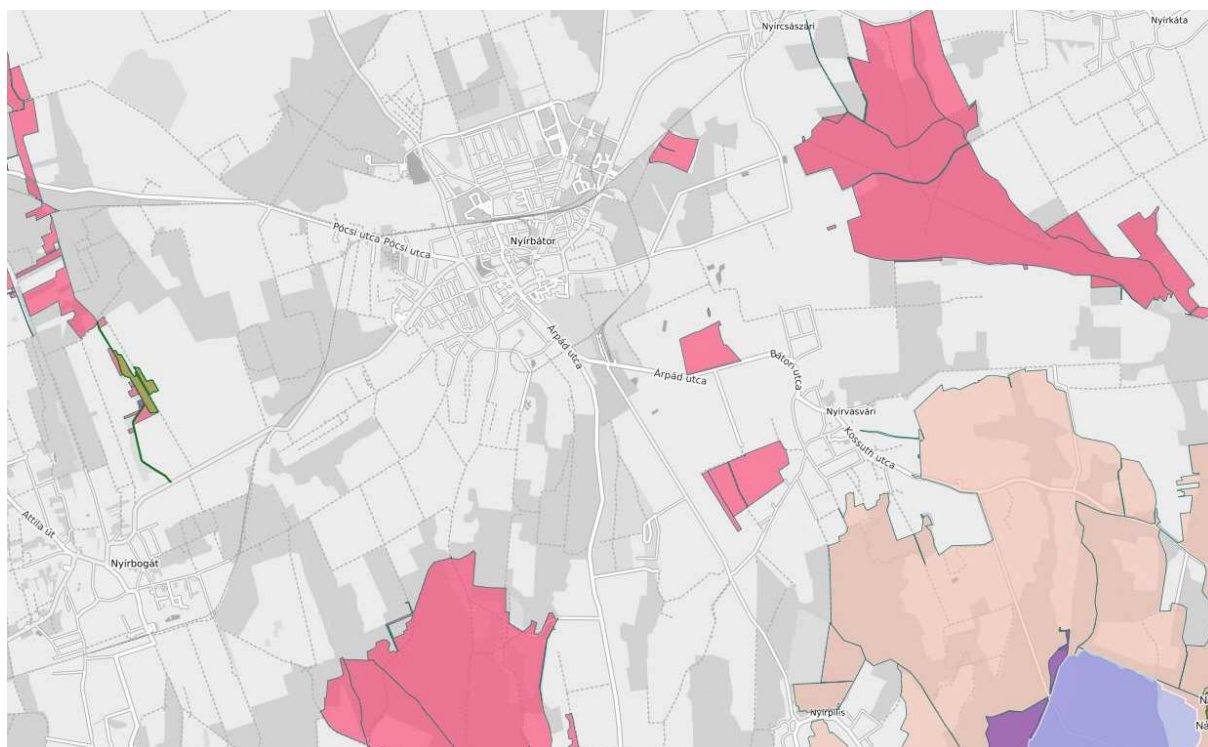 Nyírcsászári
Nyírkáta
Pócsi utca Pócsi utca
Nyírbátor
Árpád utca
Árpád utca
Bátori utca
Nyírvasvári
Kossuth utca
Attila út
Nyírbogát
Nyírpilis